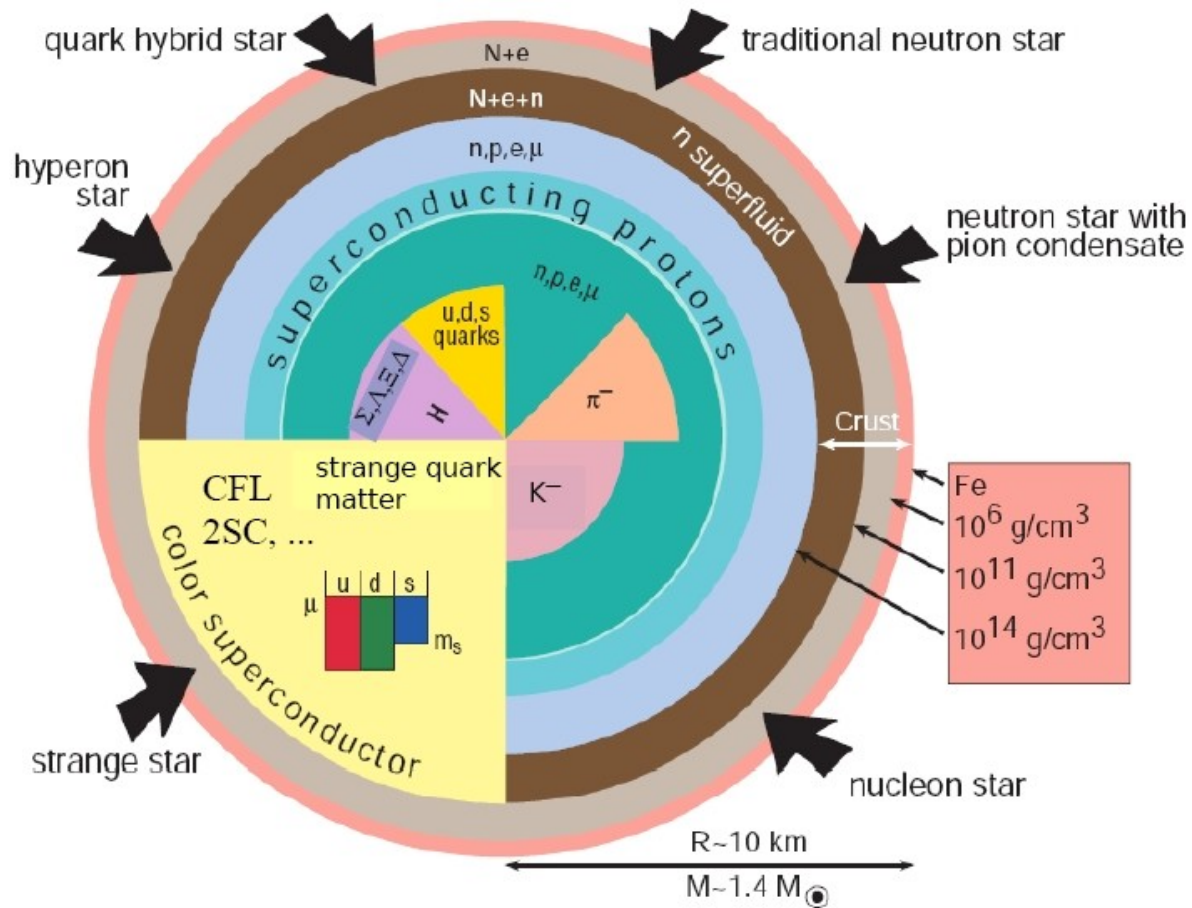 quark hybrid star
traditional neutron star
N+e
N+e+n
n,p,e,μ
n superfluid
hyperon
star
neutron star with
pion condensate
superconducting protons
n,p,e,μ
u,d,s
quarks
Σ,Λ,Ξ,Δ
H
π⁻
Crust
strange quark
matter
K⁻
CFL
2SC, ...
Fe
10⁶ g/cm³
10¹¹ g/cm³
10¹⁴ g/cm³
u d s
μ
mₛ
color superconductor
strange star
nucleon star
R~10 km
M~1.4 M☉